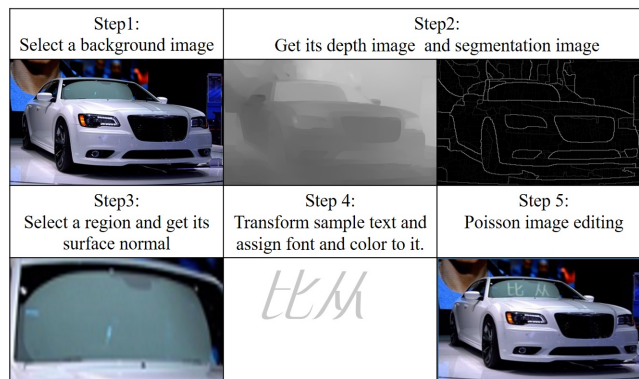 Step1:
Select a background image
Step2:
Get its depth image and segmentation image
Step3:
Select a region and get its
surface normal
Step 4:
Transform sample text and
assign font and color to it.
Step 5:
Poisson image editing
比从
比从